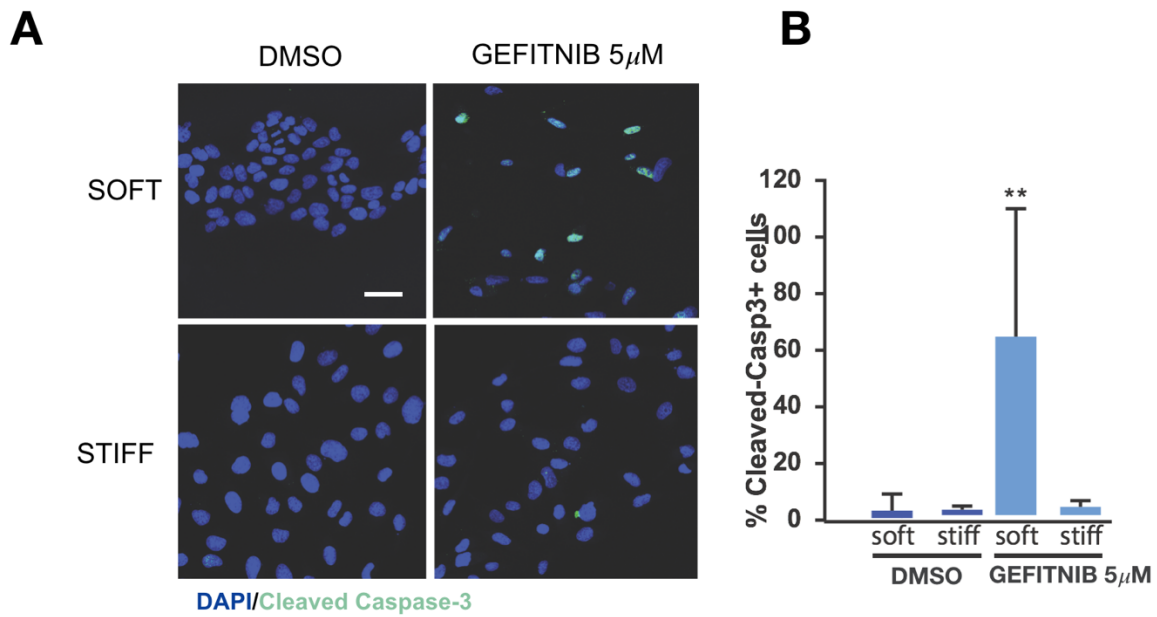 A
B
DMSO
GEFITNIB 5µM
SOFT
STIFF
DAPI/Cleaved Caspase-3
% Cleaved-Casp3+ cells
120
100
80
60
40
20
0
**
soft stiff soft stiff
DMSO GEFITNIB 5µM